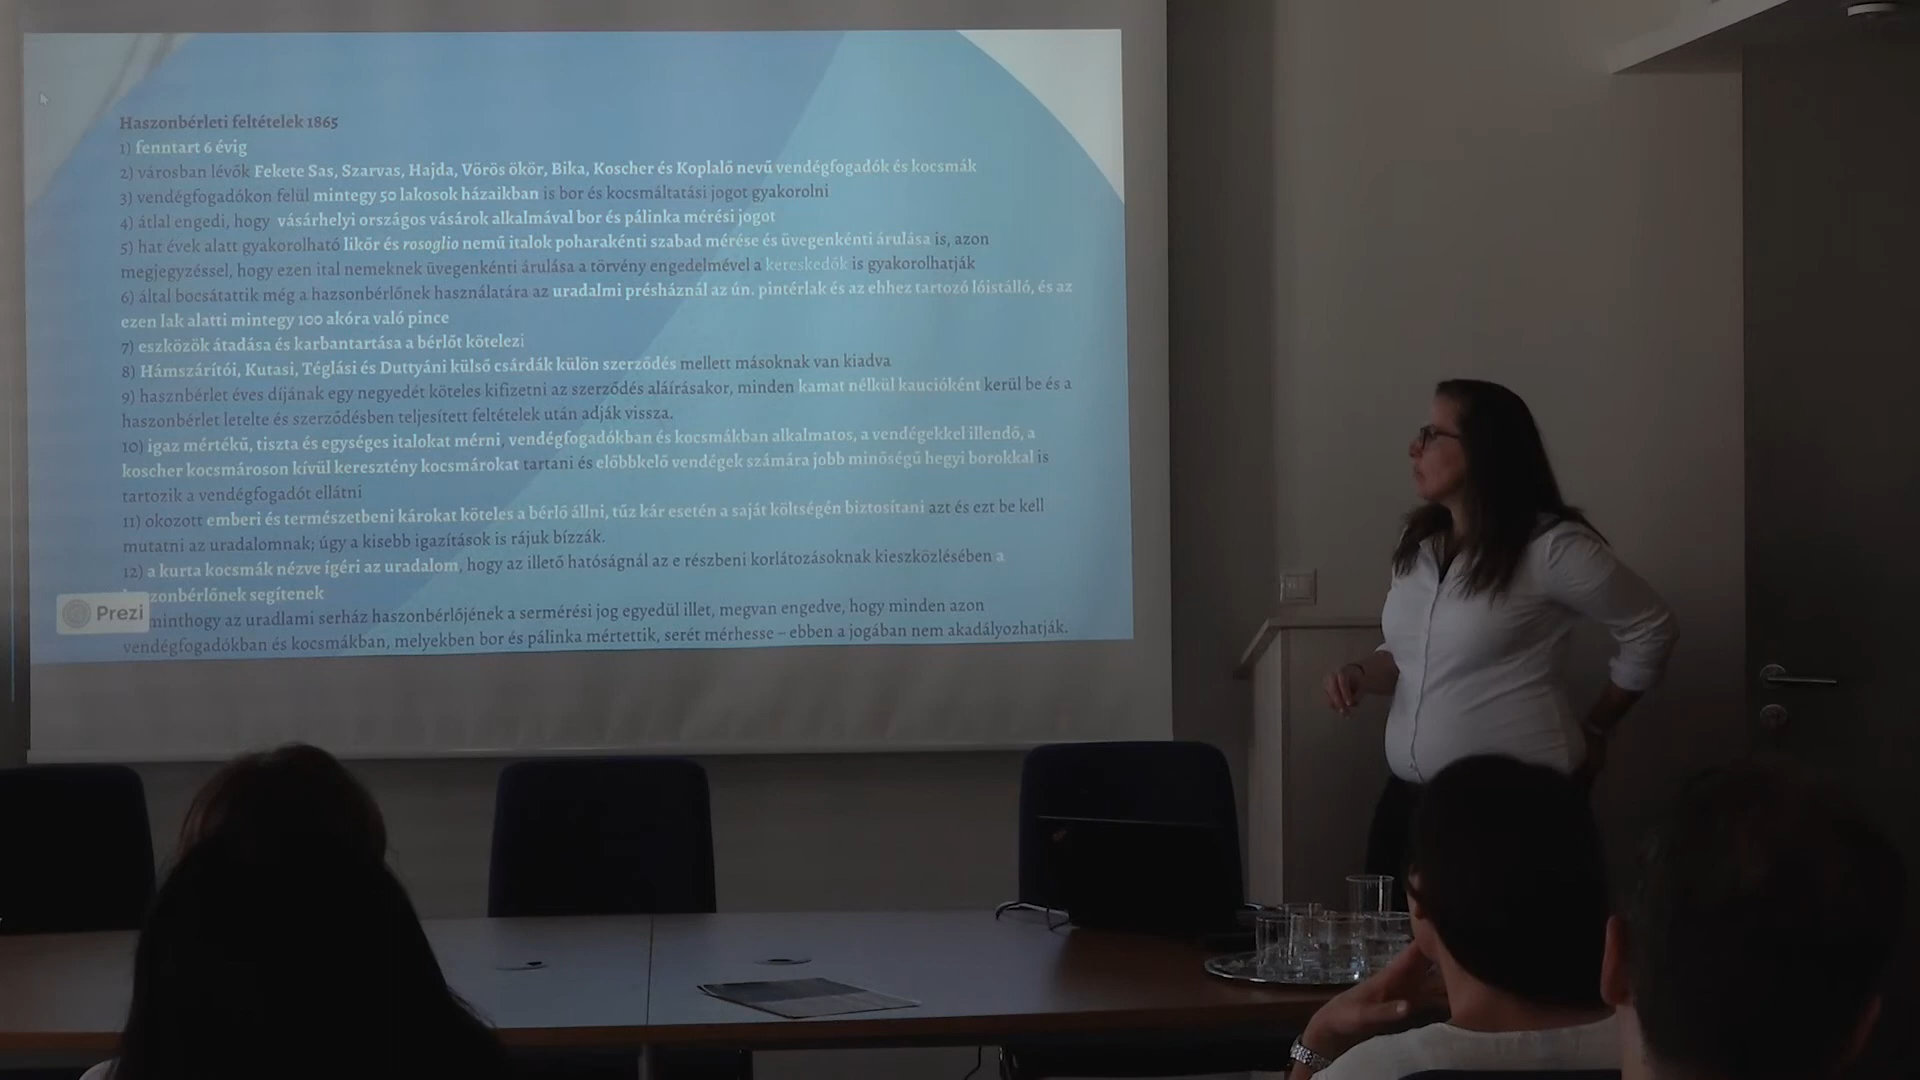 Haszonbérleti feltételek 1865
1) fenntart 6 évig
2) városban lévők Fekete Sas, Szarvas, Hajda, Vörös ökör, Bika, Koscher és Koplaló nevű vendégfogadók és kocsmák
3) vendégfogadókon felül mintegy 50 lakosok házaikban is bor és kocsmáltatási jogot gyakorolni
4) átlal engedi, hogy vásárhelyi országos vásárok alkalmával bor és pálinka mérési jogot
5) hat évek alatt gyakorolható likőr és rosoglio nemű italok poharakénti szabad mérése és üvegenkénti árulása is, azon
megjegyzéssel, hogy ezen ital nemeknek üvegenkénti árulása a törvény engedelmével a kereskedők is gyakorolhatják
6) által bocsátattik még a hazsonbérlőnek használatára az uradalmi présháznál az ún. pintérlak és az ehhez tartozó lóistálló, és az
ezen lak alatti mintegy 100 akóra való pince
7) eszközök átadása és karbantartása a bérlőt kötelezi
8) Hámszárítói, Kutasi, Téglási és Duttyáni külső csárdák külön szerződés mellett másoknak van kiadva
9) hasznbérlet éves díjának egy negyedét köteles kifizetni az szerződés aláírásakor, minden kamat nélkül kaucióként kerül be és a
haszonbérlet letelte és szerződésben teljesített feltételek után adják vissza.
10) igaz mértékű, tiszta és egységes italokat mérni, vendégfogadókban és kocsmákban alkalmatos, a vendégekkel illendő, a
koscher kocsmároson kívül keresztény kocsmárokat tartani és előbbkelő vendégek számára jobb minőségű hegyi borokkal is
tartozik a vendégfogadót ellátni
11) okozott emberi és természetbeni károkat köteles a bérlő állni, tűz kár esetén a saját költségén biztosítani azt és ezt be kell
mutatni az uradalomnak; úgy a kisebb igazítások is rájuk bízzák.
12) a kurta kocsmák nézve ígéri az uradalom, hogy az illető hatóságnál az e részbeni korlátozásoknak kieszközlésében a
zonbérlőnek segítenek
Prezi minthogy az uradlami serház haszonbérlőjének a sermérési jog egyedül illet, megvan engedve, hogy minden azon
vendégfogadókban és kocsmákban, melyekben bor és pálinka mértettik, serét mérhesse – ebben a jogában nem akadályozhatják.